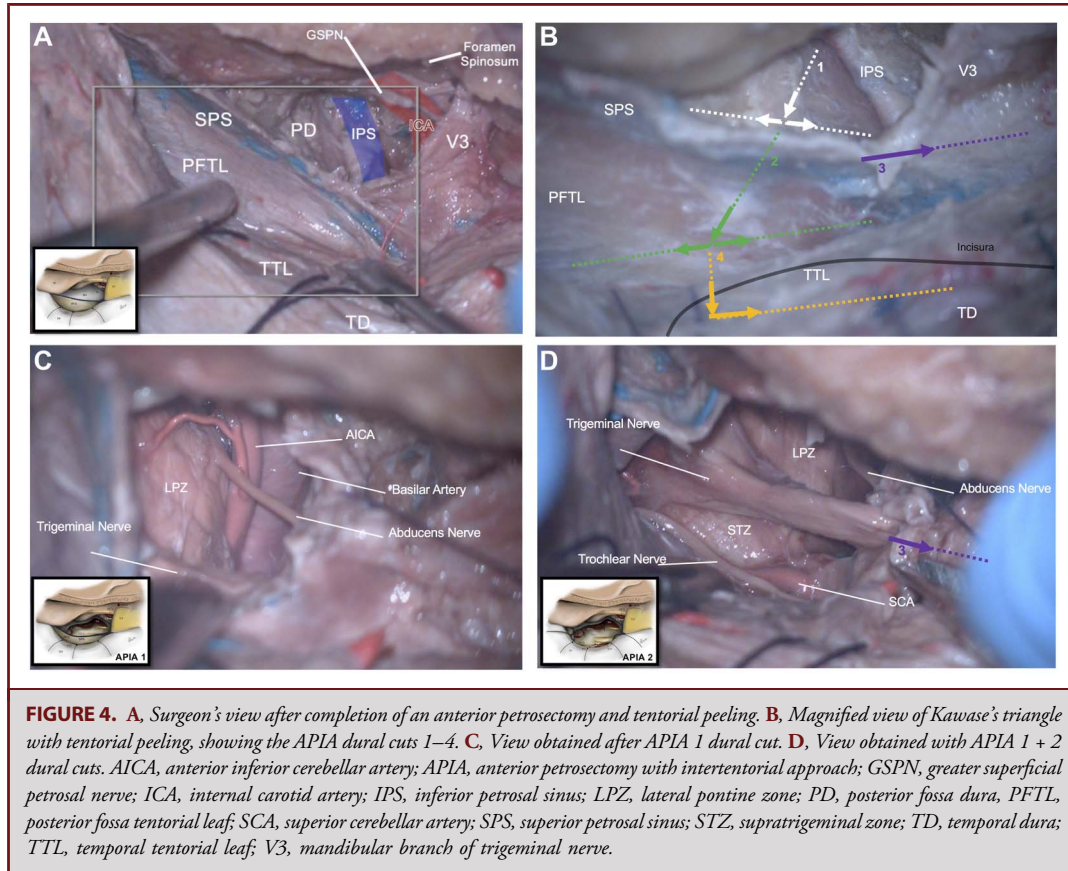 A
GSPN
Foramen
Spinosum
SPS
PD
IPS
ICA
V3
PFTL
TTL
TD
B
1
IPS
V3
SPS
2
3
PFTL
Incisura
4
TTL
TD
C
AICA
LPZ
Basilar Artery
Trigeminal Nerve
Abducens Nerve
APIA 1
D
Trigeminal Nerve
LPZ
Abducens Nerve
STZ
3
Trochlear Nerve
SCA
APIA 2
FIGURE 4. A, Surgeon's view after completion of an anterior petrosectomy and tentorial peeling. B, Magnified view of Kawase's triangle
with tentorial peeling, showing the APIA dural cuts 1–4. C, View obtained after APIA 1 dural cut. D, View obtained with APIA 1 + 2
dural cuts. AICA, anterior inferior cerebellar artery; APIA, anterior petrosectomy with intertentorial approach; GSPN, greater superficial
petrosal nerve; ICA, internal carotid artery; IPS, inferior petrosal sinus; LPZ, lateral pontine zone; PD, posterior fossa dura, PFTL,
posterior fossa tentorial leaf; SCA, superior cerebellar artery; SPS, superior petrosal sinus; STZ, supratrigeminal zone; TD, temporal dura;
TTL, temporal tentorial leaf; V3, mandibular branch of trigeminal nerve.